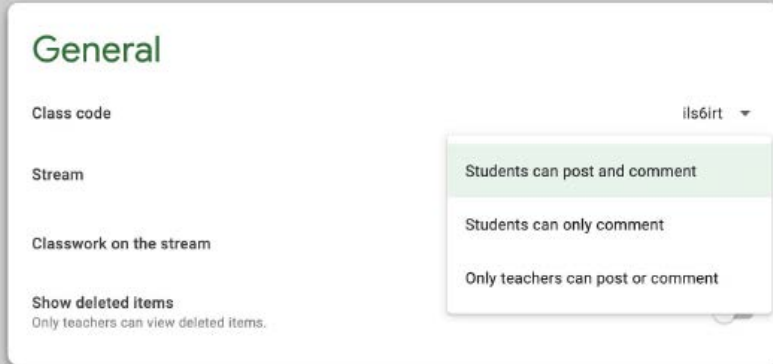 General
Class code
ils6irt
Stream
Students can post and comment
Students can only comment
Classwork on the stream
Only teachers can post or comment
Show deleted items
Only teachers can view deleted items.